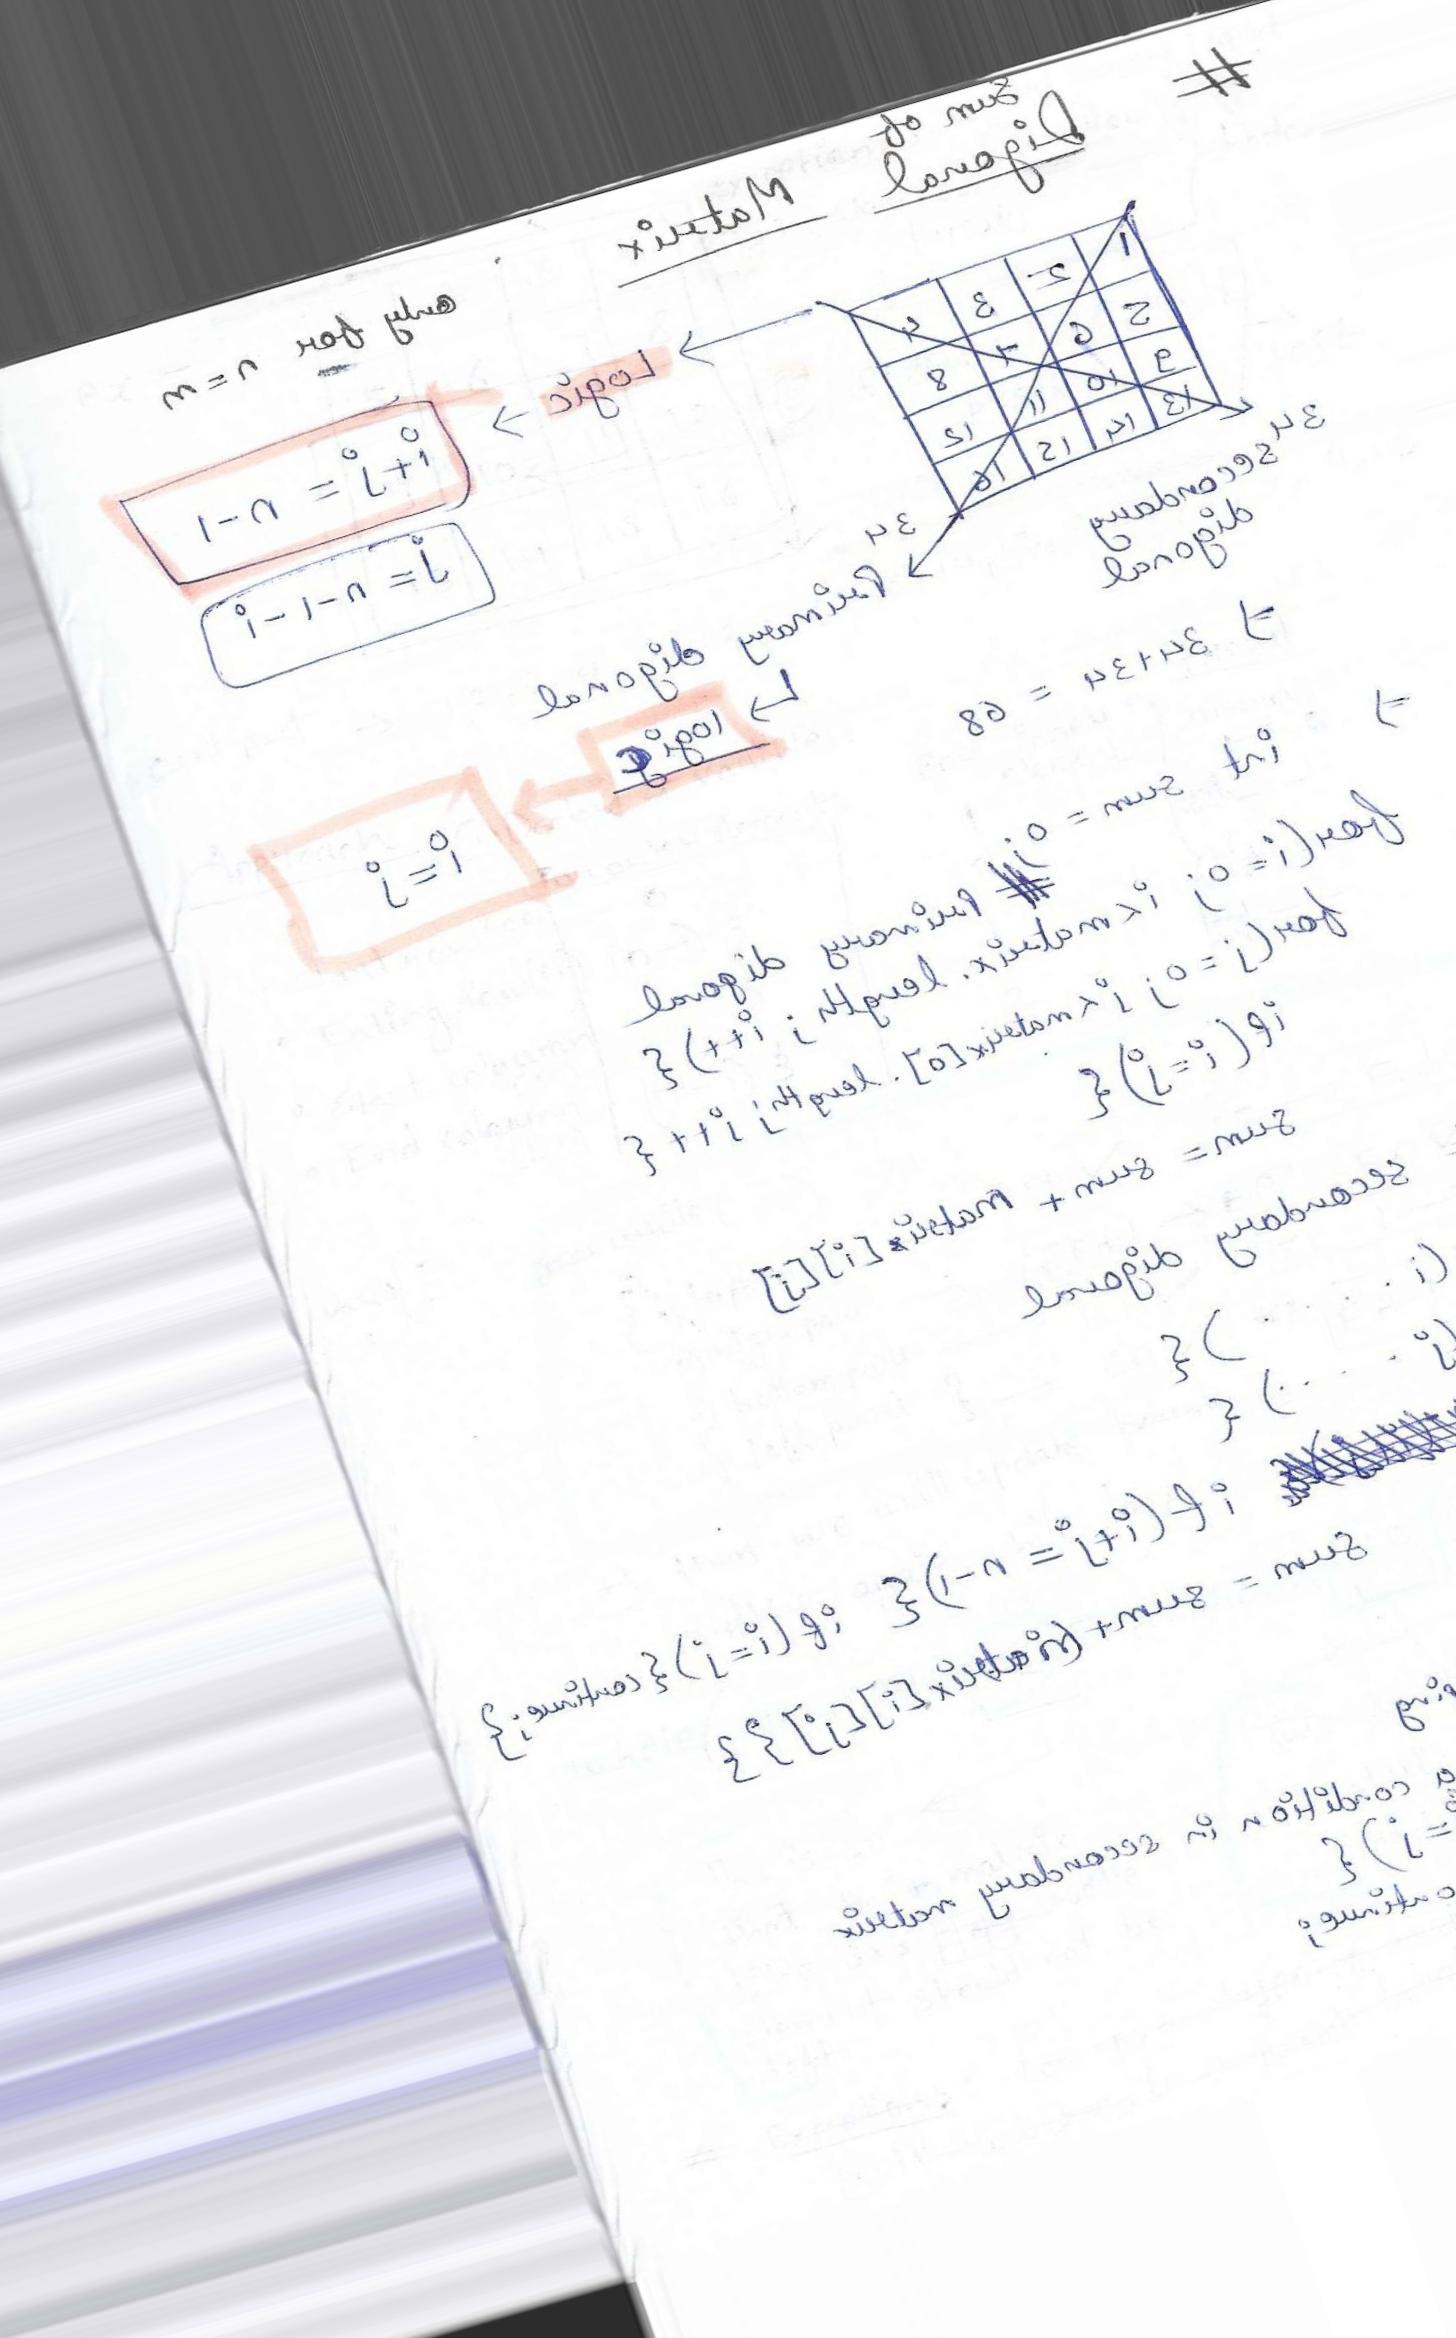 #
Sum of
Digonal Matrix
only for n=m
1 2 3 4
5 6 7 8
9 10 11 12
13 14 15 16
→ Logic →
i+j = n-1
j = n-1-i
34
secondary
digonal
34
Primary digonal
↳ logic
i=j
⇒ 34+34 = 68
⇒ int sum = 0;
Primary digonal
for(i=0; i<matrix.length; i++){
for(j=0; j<matrix[0].length; j++{
if(i=j){
sum = sum + matrix[i][j]
secondary digonal
(i . . . . ){
(j . . . . ){
if(i+j = n-1){ if(i=j){continue;}
sum = sum + (matrix[i][j]}}
condition in secondary matrix
=j){